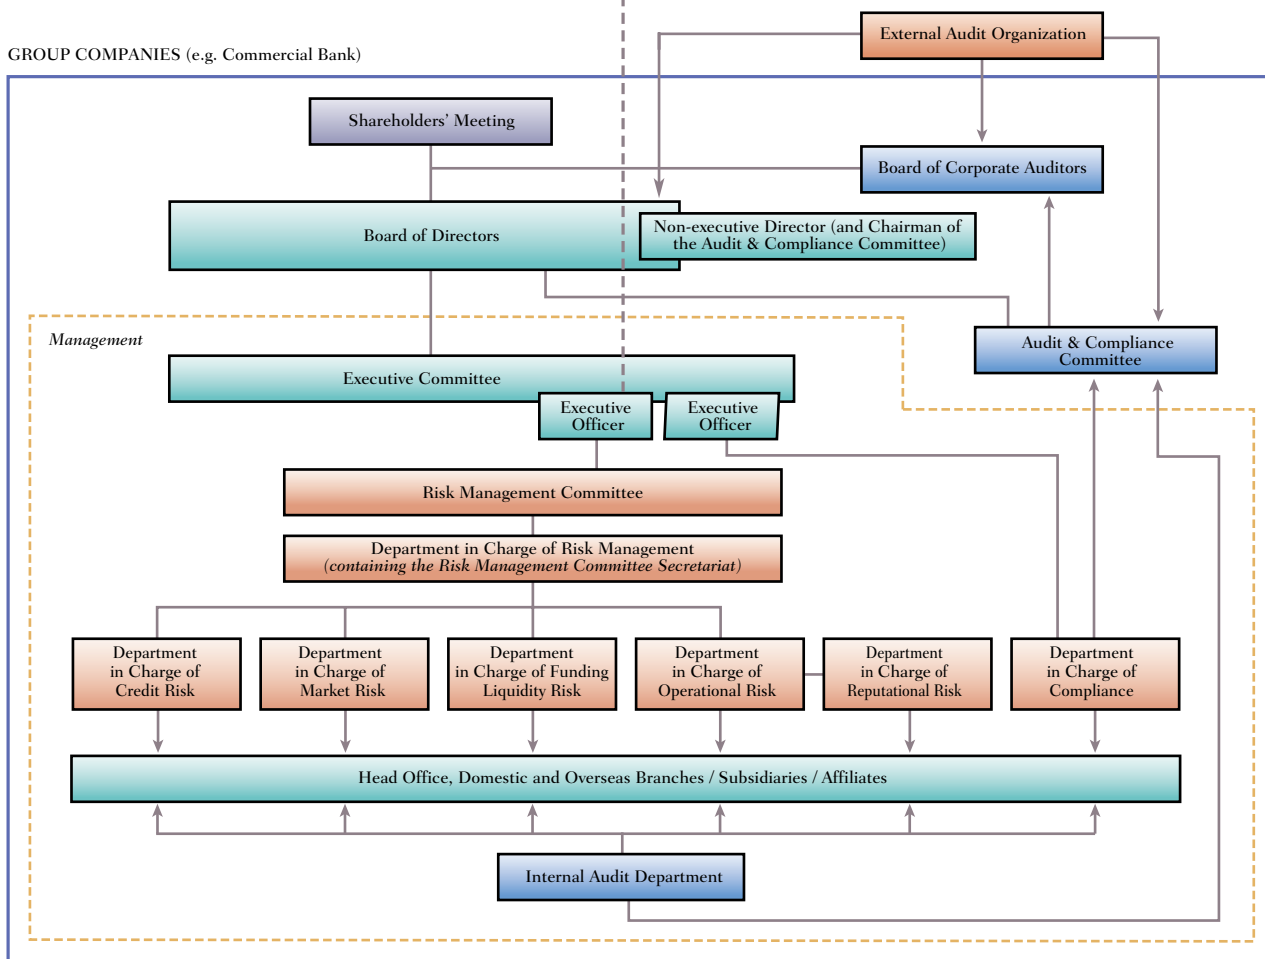 External Audit Organization
GROUP COMPANIES (e.g. Commercial Bank)
Shareholders’ Meeting
Board of Corporate Auditors
Board of Directors
Non-executive Director (and Chairman of
the Audit & Compliance Committee)
Management
Audit & Compliance
Committee
Executive Committee
Executive
Officer
Executive
Officer
Risk Management Committee
Department in Charge of Risk Management
(containing the Risk Management Committee Secretariat)
Department
in Charge of
Credit Risk
Department
in Charge of
Market Risk
Department
in Charge of Funding
Liquidity Risk
Department
in Charge of
Operational Risk
Department
in Charge of
Reputational Risk
Department
in Charge of
Compliance
Head Office, Domestic and Overseas Branches / Subsidiaries / Affiliates
Internal Audit Department